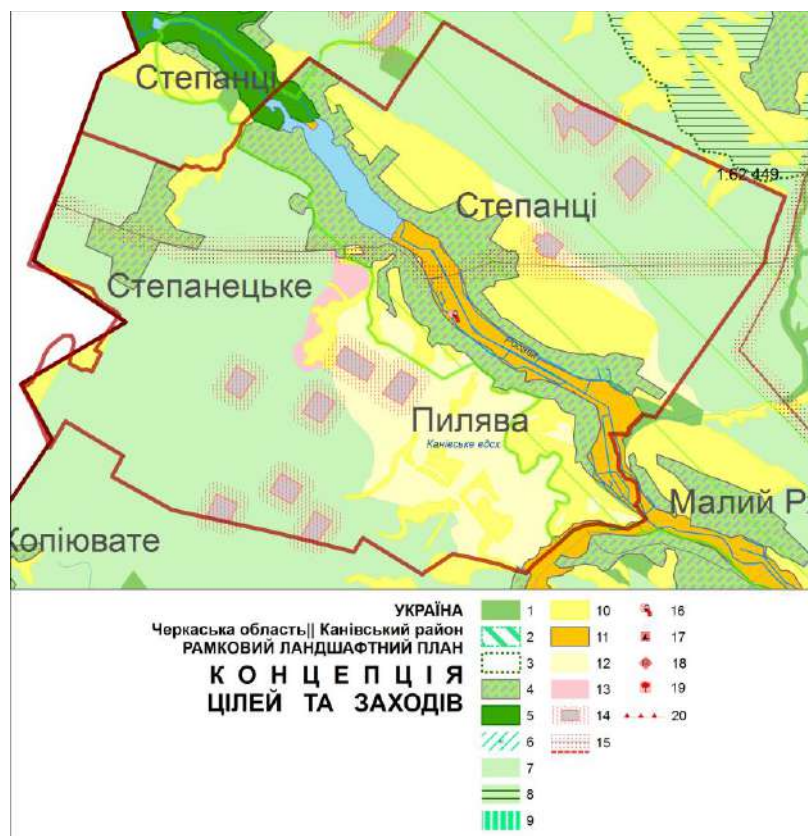 Степанці
1:62 449
Степанці
Степанецьке
Росава
Пилява
Канівське вдсх.
Малий Р
Копіювате
УКРАЇНА
Черкаська область|| Канівський район
РАМКОВИЙ ЛАНДШАФТНИЙ ПЛАН
КОНЦЕПЦІЯ
ЦІЛЕЙ ТА ЗАХОДІВ
1 10 16
2 11 17
3 12 18
4 13 19
5 14 20
6 15
7
8
9